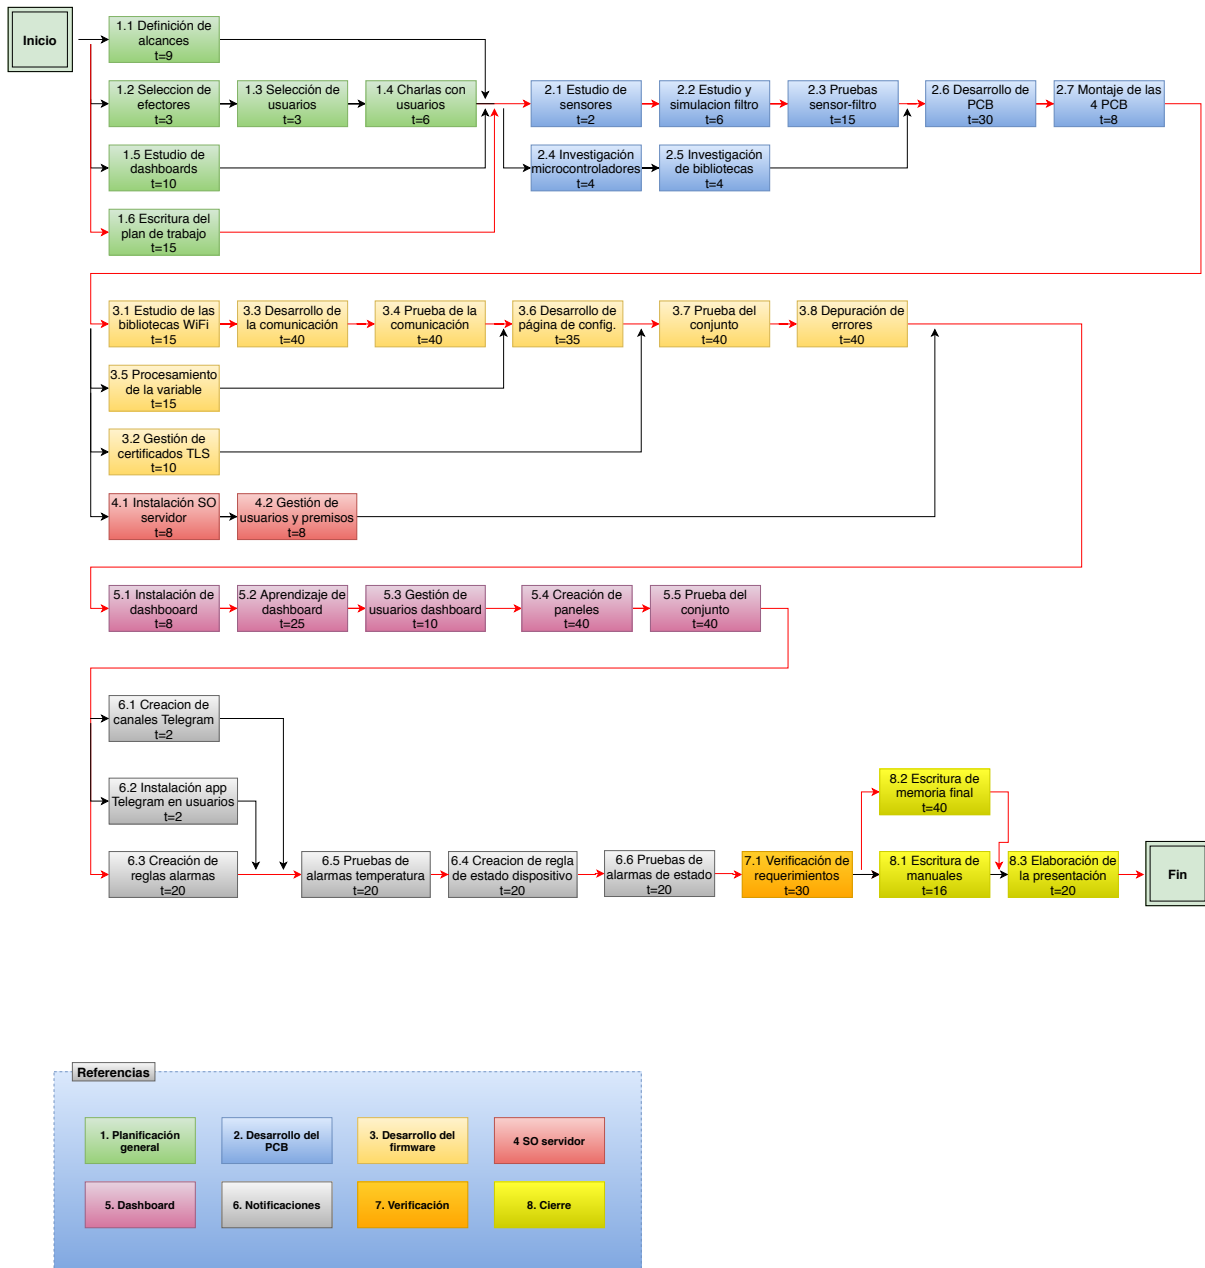 Inicio
1.1 Definición de
alcances
t=9
1.2 Seleccion de
efectores
t=3
1.3 Selección de
usuarios
t=3
1.4 Charlas con
usuarios
t=6
1.5 Estudio de
dashboards
t=10
1.6 Escritura del
plan de trabajo
t=15
2.1 Estudio de
sensores
t=2
2.2 Estudio y
simulacion filtro
t=6
2.3 Pruebas
sensor-filtro
t=15
2.6 Desarollo de
PCB
t=30
2.7 Montaje de las
4 PCB
t=8
2.4 Investigación
microcontroladores
t=4
2.5 Investigación
de bibliotecas
t=4
3.1 Estudio de las
bibliotecas WiFi
t=15
3.3 Desarrollo de
la comunicación
t=40
3.4 Prueba de la
comunicación
t=40
3.6 Desarrollo de
página de config.
t=35
3.7 Prueba del
conjunto
t=40
3.8 Depuración de
errores
t=40
3.5 Procesamiento
de la variable
t=15
3.2 Gestión de
certificados TLS
t=10
4.1 Instalación SO
servidor
t=8
4.2 Gestión de
usuarios y premisos
t=8
5.1 Instalación de
dashbooard
t=8
5.2 Aprendizaje de
dashboard
t=25
5.3 Gestión de
usuarios dashboard
t=10
5.4 Creación de
paneles
t=40
5.5 Prueba del
conjunto
t=40
6.1 Creacion de
canales Telegram
t=2
6.2 Instalación app
Telegram en usuarios
t=2
6.3 Creación de
reglas alarmas
t=20
6.5 Pruebas de
alarmas temperatura
t=20
6.4 Creacion de regla
de estado dispositivo
t=20
6.6 Pruebas de
alarmas de estado
t=20
7.1 Verificación de
requerimientos
t=30
8.2 Escritura de
memoria final
t=40
8.1 Escritura de
manuales
t=16
8.3 Elaboración de
la presentación
t=20
Fin
Referencias
1. Planificación
general
2. Desarrollo del
PCB
3. Desarrollo del
firmware
4 SO servidor
5. Dashboard
6. Notificaciones
7. Verificación
8. Cierre